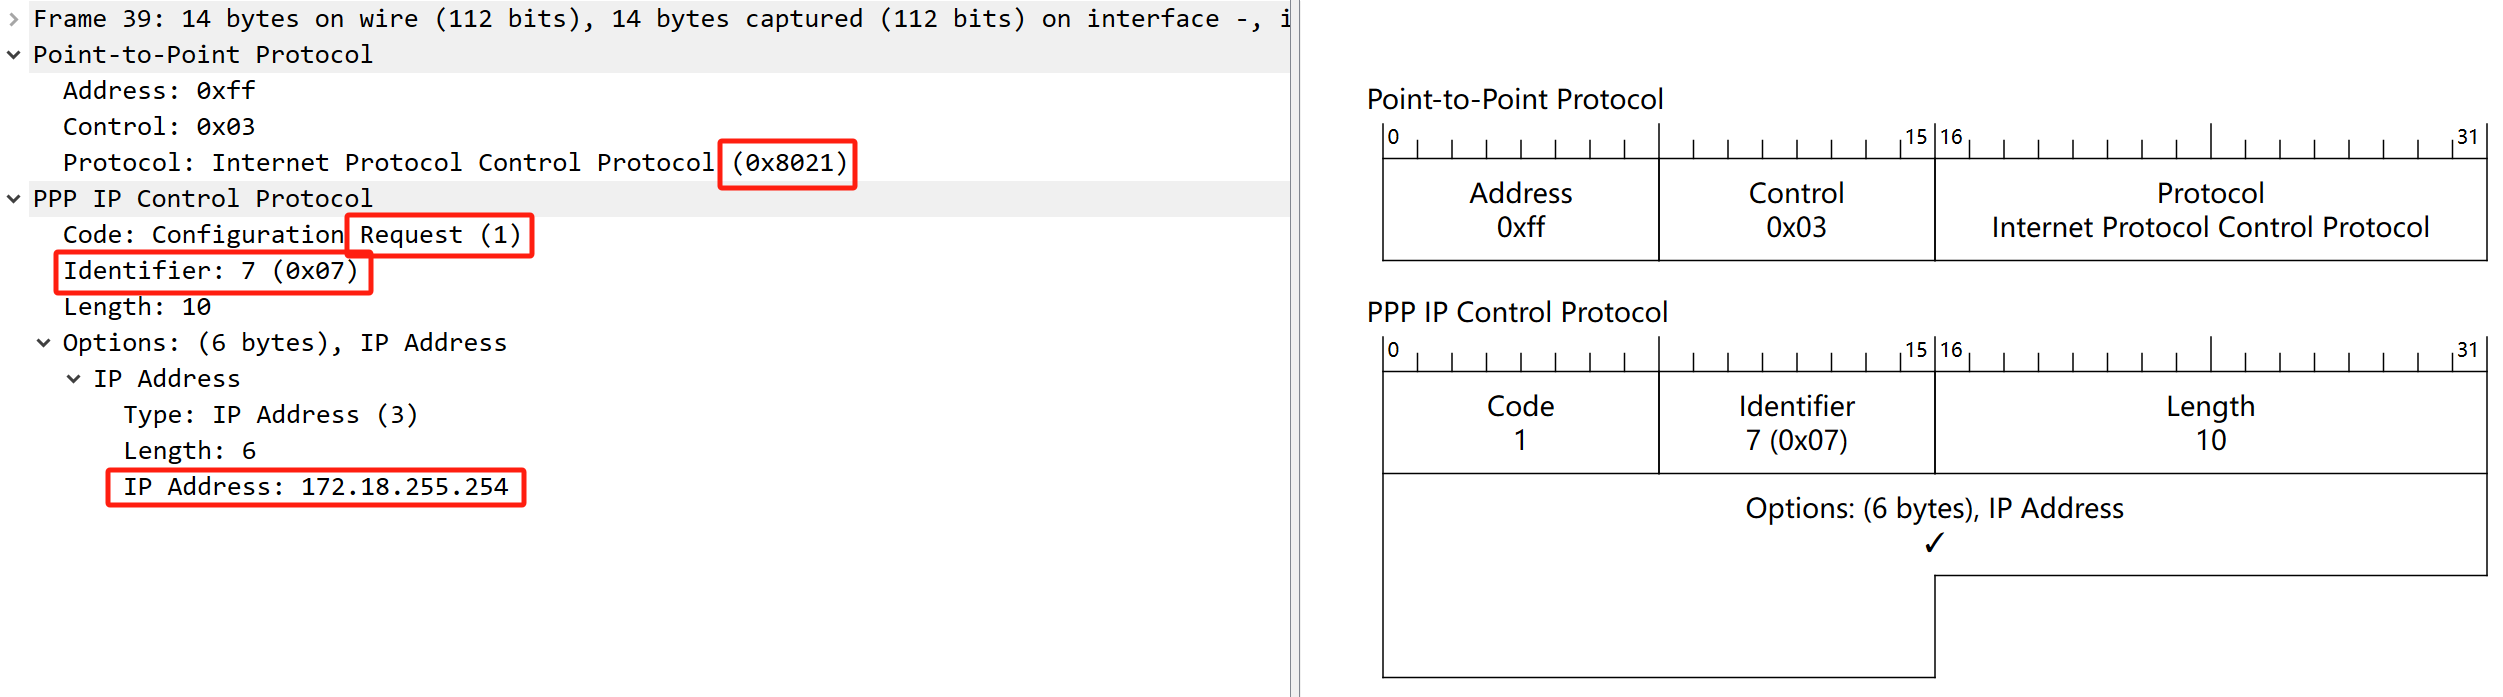 Frame 39: 14 bytes on wire (112 bits), 14 bytes captured (112 bits) on interface -, i
Point-to-Point Protocol
Address: 0xff
Control: 0x03
Protocol: Internet Protocol Control Protocol (0x8021)
PPP IP Control Protocol
Code: Configuration Request (1)
Identifier: 7 (0x07)
Length: 10
Options: (6 bytes), IP Address
IP Address
Type: IP Address (3)
Length: 6
IP Address: 172.18.255.254
Point-to-Point Protocol
0 15 16 31
Address Control Protocol
0xff 0x03 Internet Protocol Control Protocol
PPP IP Control Protocol
0 15 16 31
Code Identifier Length
1 7 (0x07) 10
Options: (6 bytes), IP Address
✓